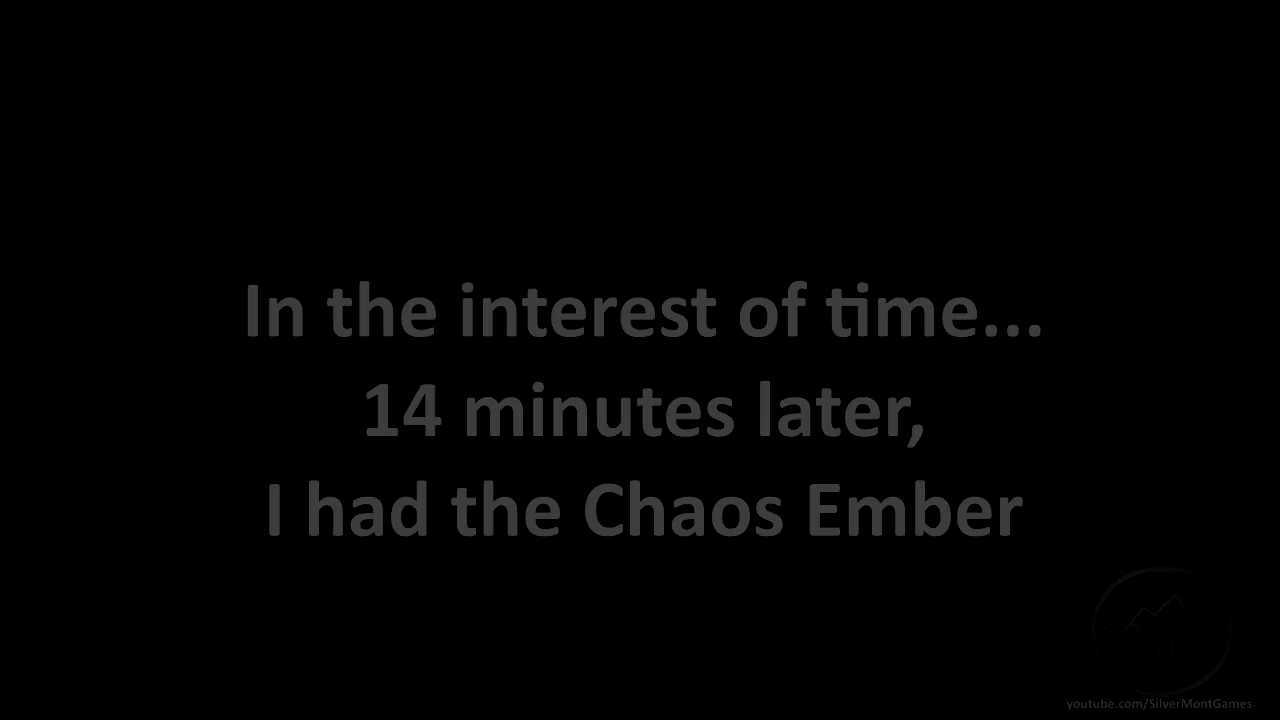 In the interest of time...
14 minutes later,
I had the Chaos Ember
youtube.com/SilverMontGames